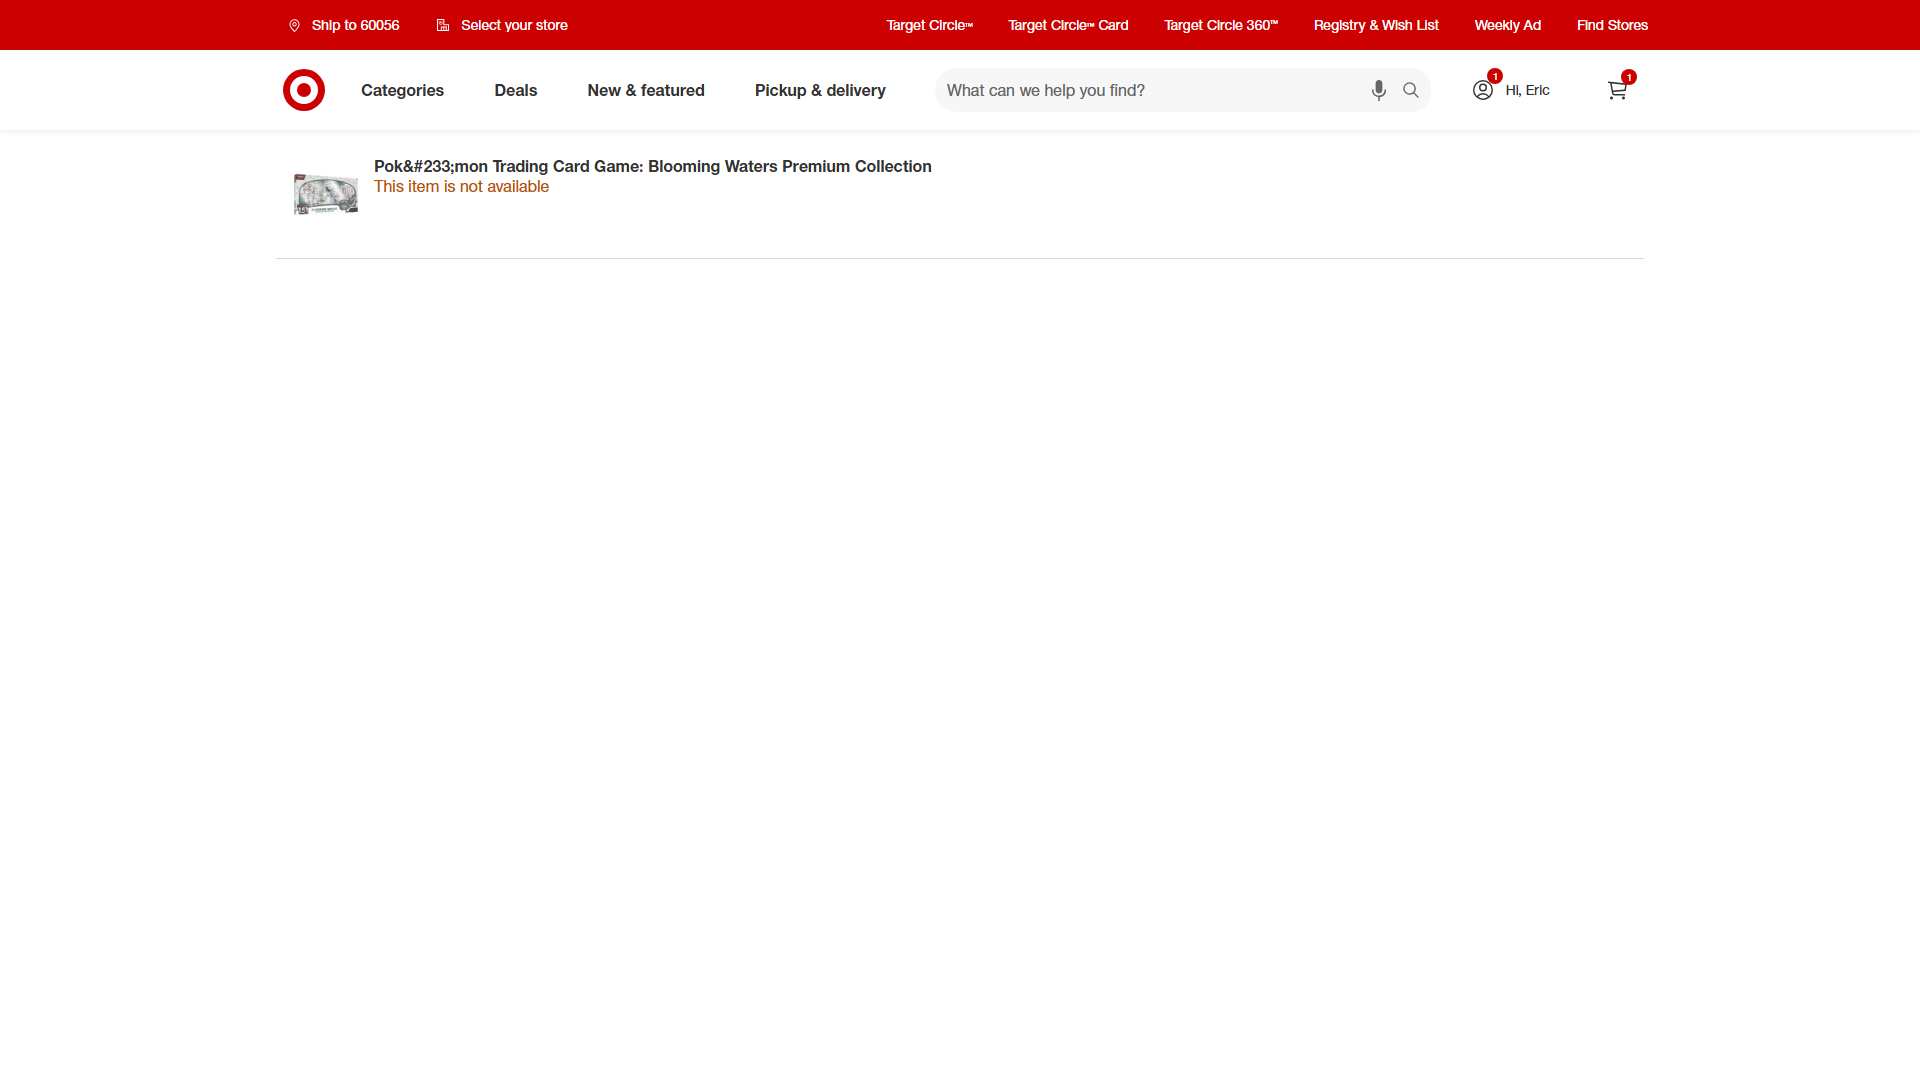 Ship to 60056
Select your store
Target Circle™
Target Circle™ Card
Target Circle 360™
Registry & Wish List
Weekly Ad
Find Stores
Categories
Deals
New & featured
Pickup & delivery
What can we help you find?
1
Hi, Eric
1
Pok&#233;mon Trading Card Game: Blooming Waters Premium Collection
This item is not available